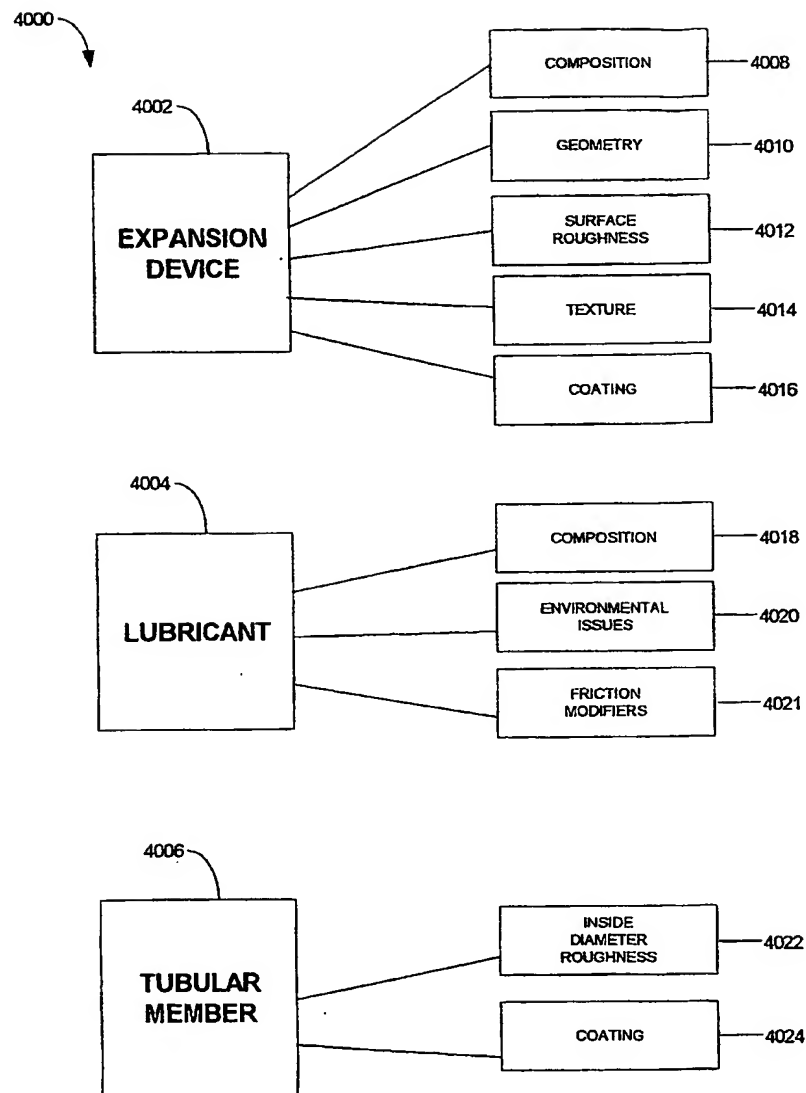 4000
4002
EXPANSION
DEVICE
COMPOSITION
4008
GEOMETRY
4010
SURFACE
ROUGHNESS
4012
TEXTURE
4014
COATING
4016
4004
LUBRICANT
COMPOSITION
4018
ENVIRONMENTAL
ISSUES
4020
FRICTION
MODIFIERS
4021
4006
TUBULAR
MEMBER
INSIDE
DIAMETER
ROUGHNESS
4022
COATING
4024